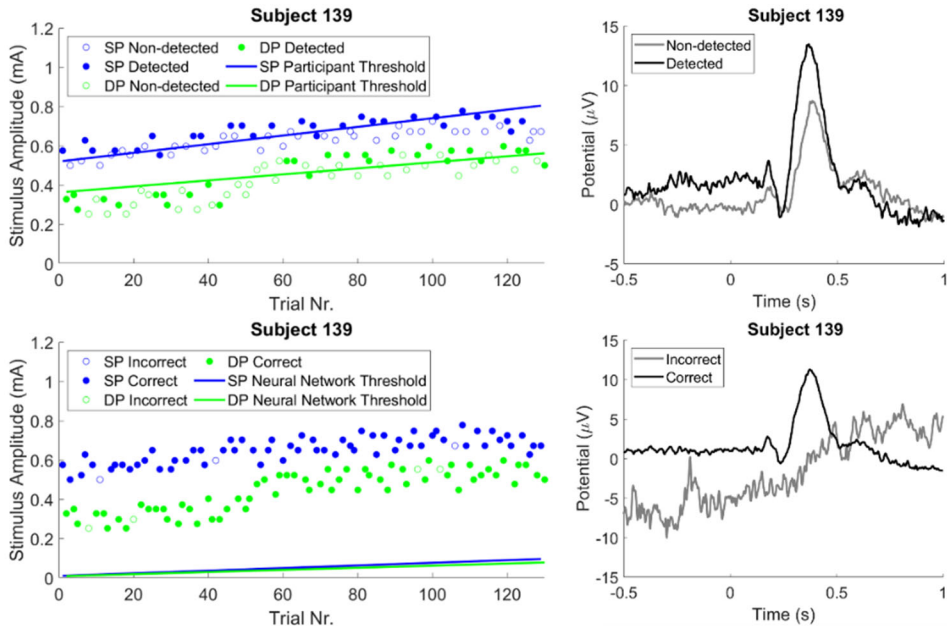 Subject 139
Stimulus Amplitude (mA)
1.2
1
0.8
0.6
0.4
0.2
0
SP Non-detected
DP Detected
SP Detected
SP Participant Threshold
DP Non-detected
DP Participant Threshold
0 20 40 60 80 100 120
Trial Nr.
Subject 139
Potential (µV)
15
10
5
0
-5
Non-detected
Detected
-0.5 0 0.5 1
Time (s)
Subject 139
Stimulus Amplitude (mA)
1.2
1
0.8
0.6
0.4
0.2
0
SP Incorrect
DP Correct
SP Correct
SP Neural Network Threshold
DP Incorrect
DP Neural Network Threshold
0 20 40 60 80 100 120
Trial Nr.
Subject 139
Potential (µV)
15
10
5
0
-5
-10
-15
Incorrect
Correct
-0.5 0 0.5 1
Time (s)